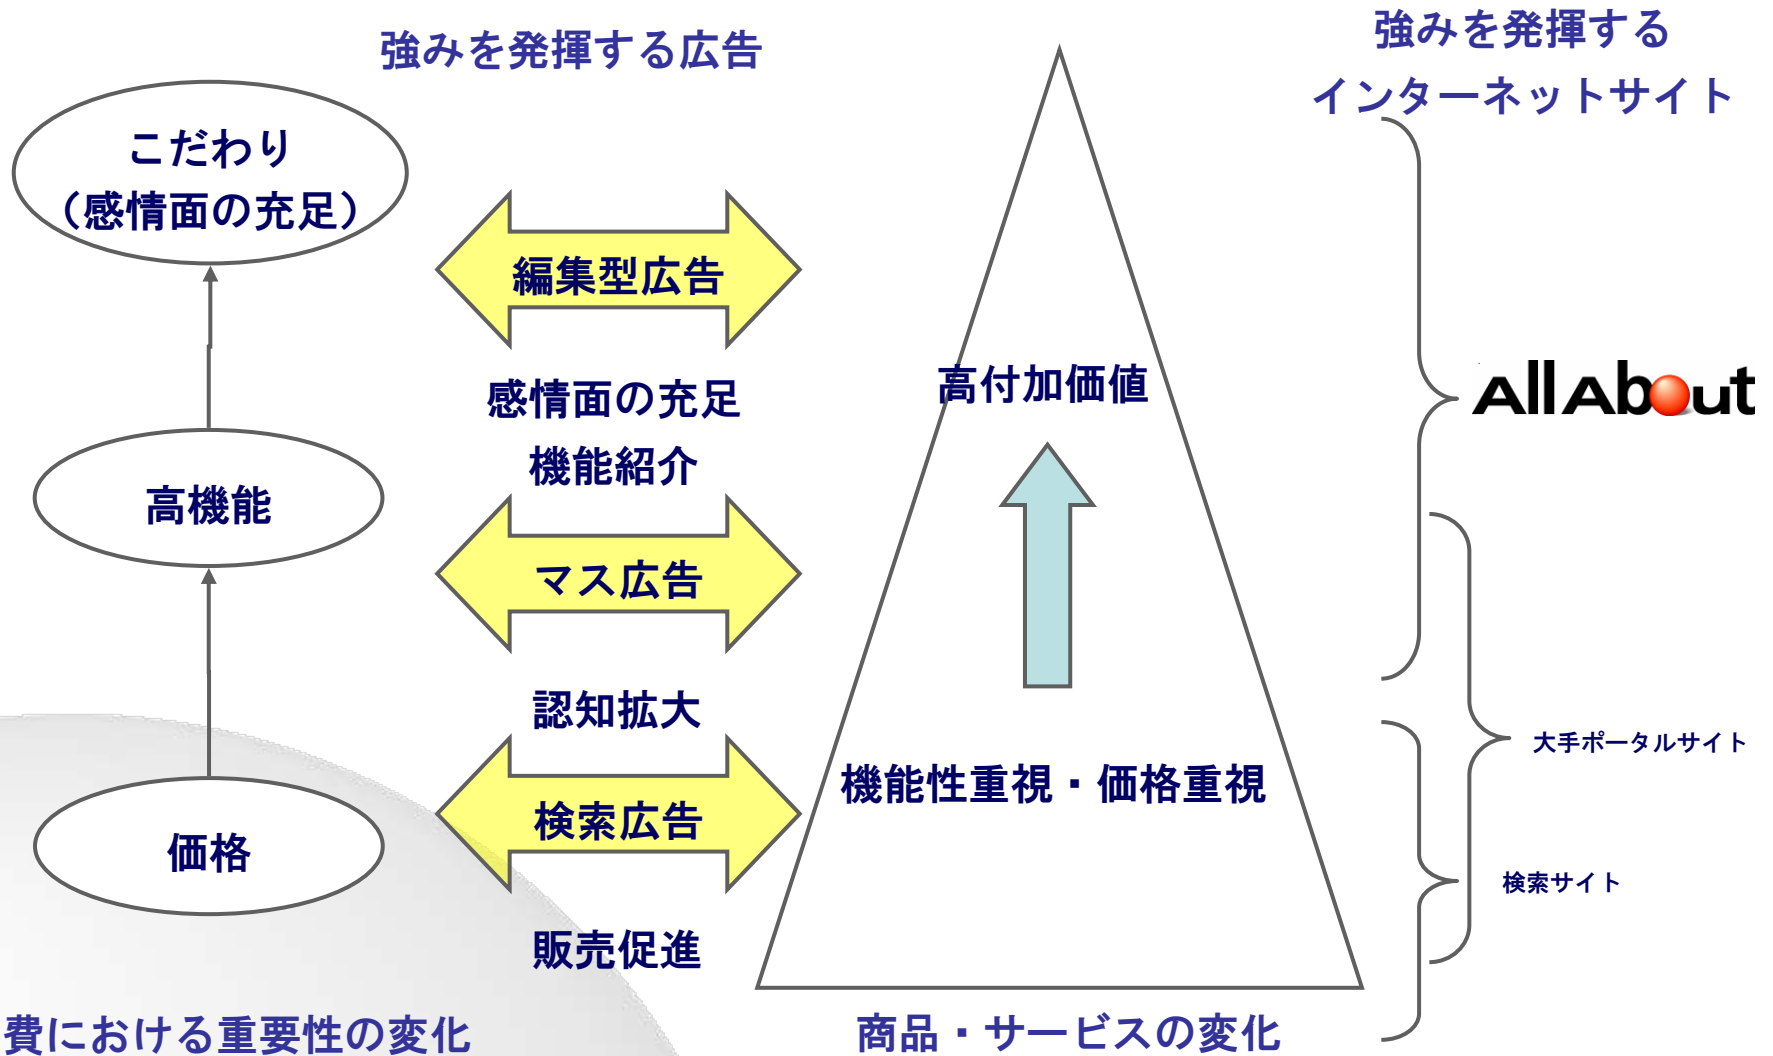 強みを発揮する広告
強みを発揮する
インターネットサイト
こだわり
（感情面の充足）
編集型広告
感情面の充足
機能紹介
高付加価値
AllAbout
高機能
マス広告
認知拡大
機能性重視・価格重視
大手ポータルサイト
価格
検索広告
検索サイト
販売促進
費における重要性の変化
商品・サービスの変化